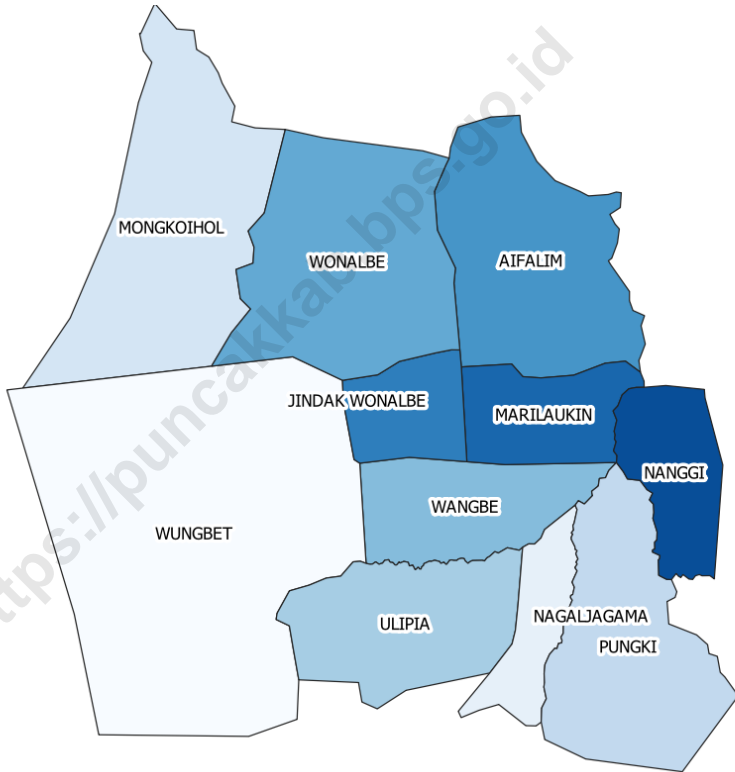 MONGKOIHOL
WONALBE
AIFALIM
JINDAK WONALBE
MARILAUKIN
NANGGI
WANGBE
WUNGBET
NAGALJAGAMA
ULIPIA
PUNGKI
https://puncakkab.bps.go.id